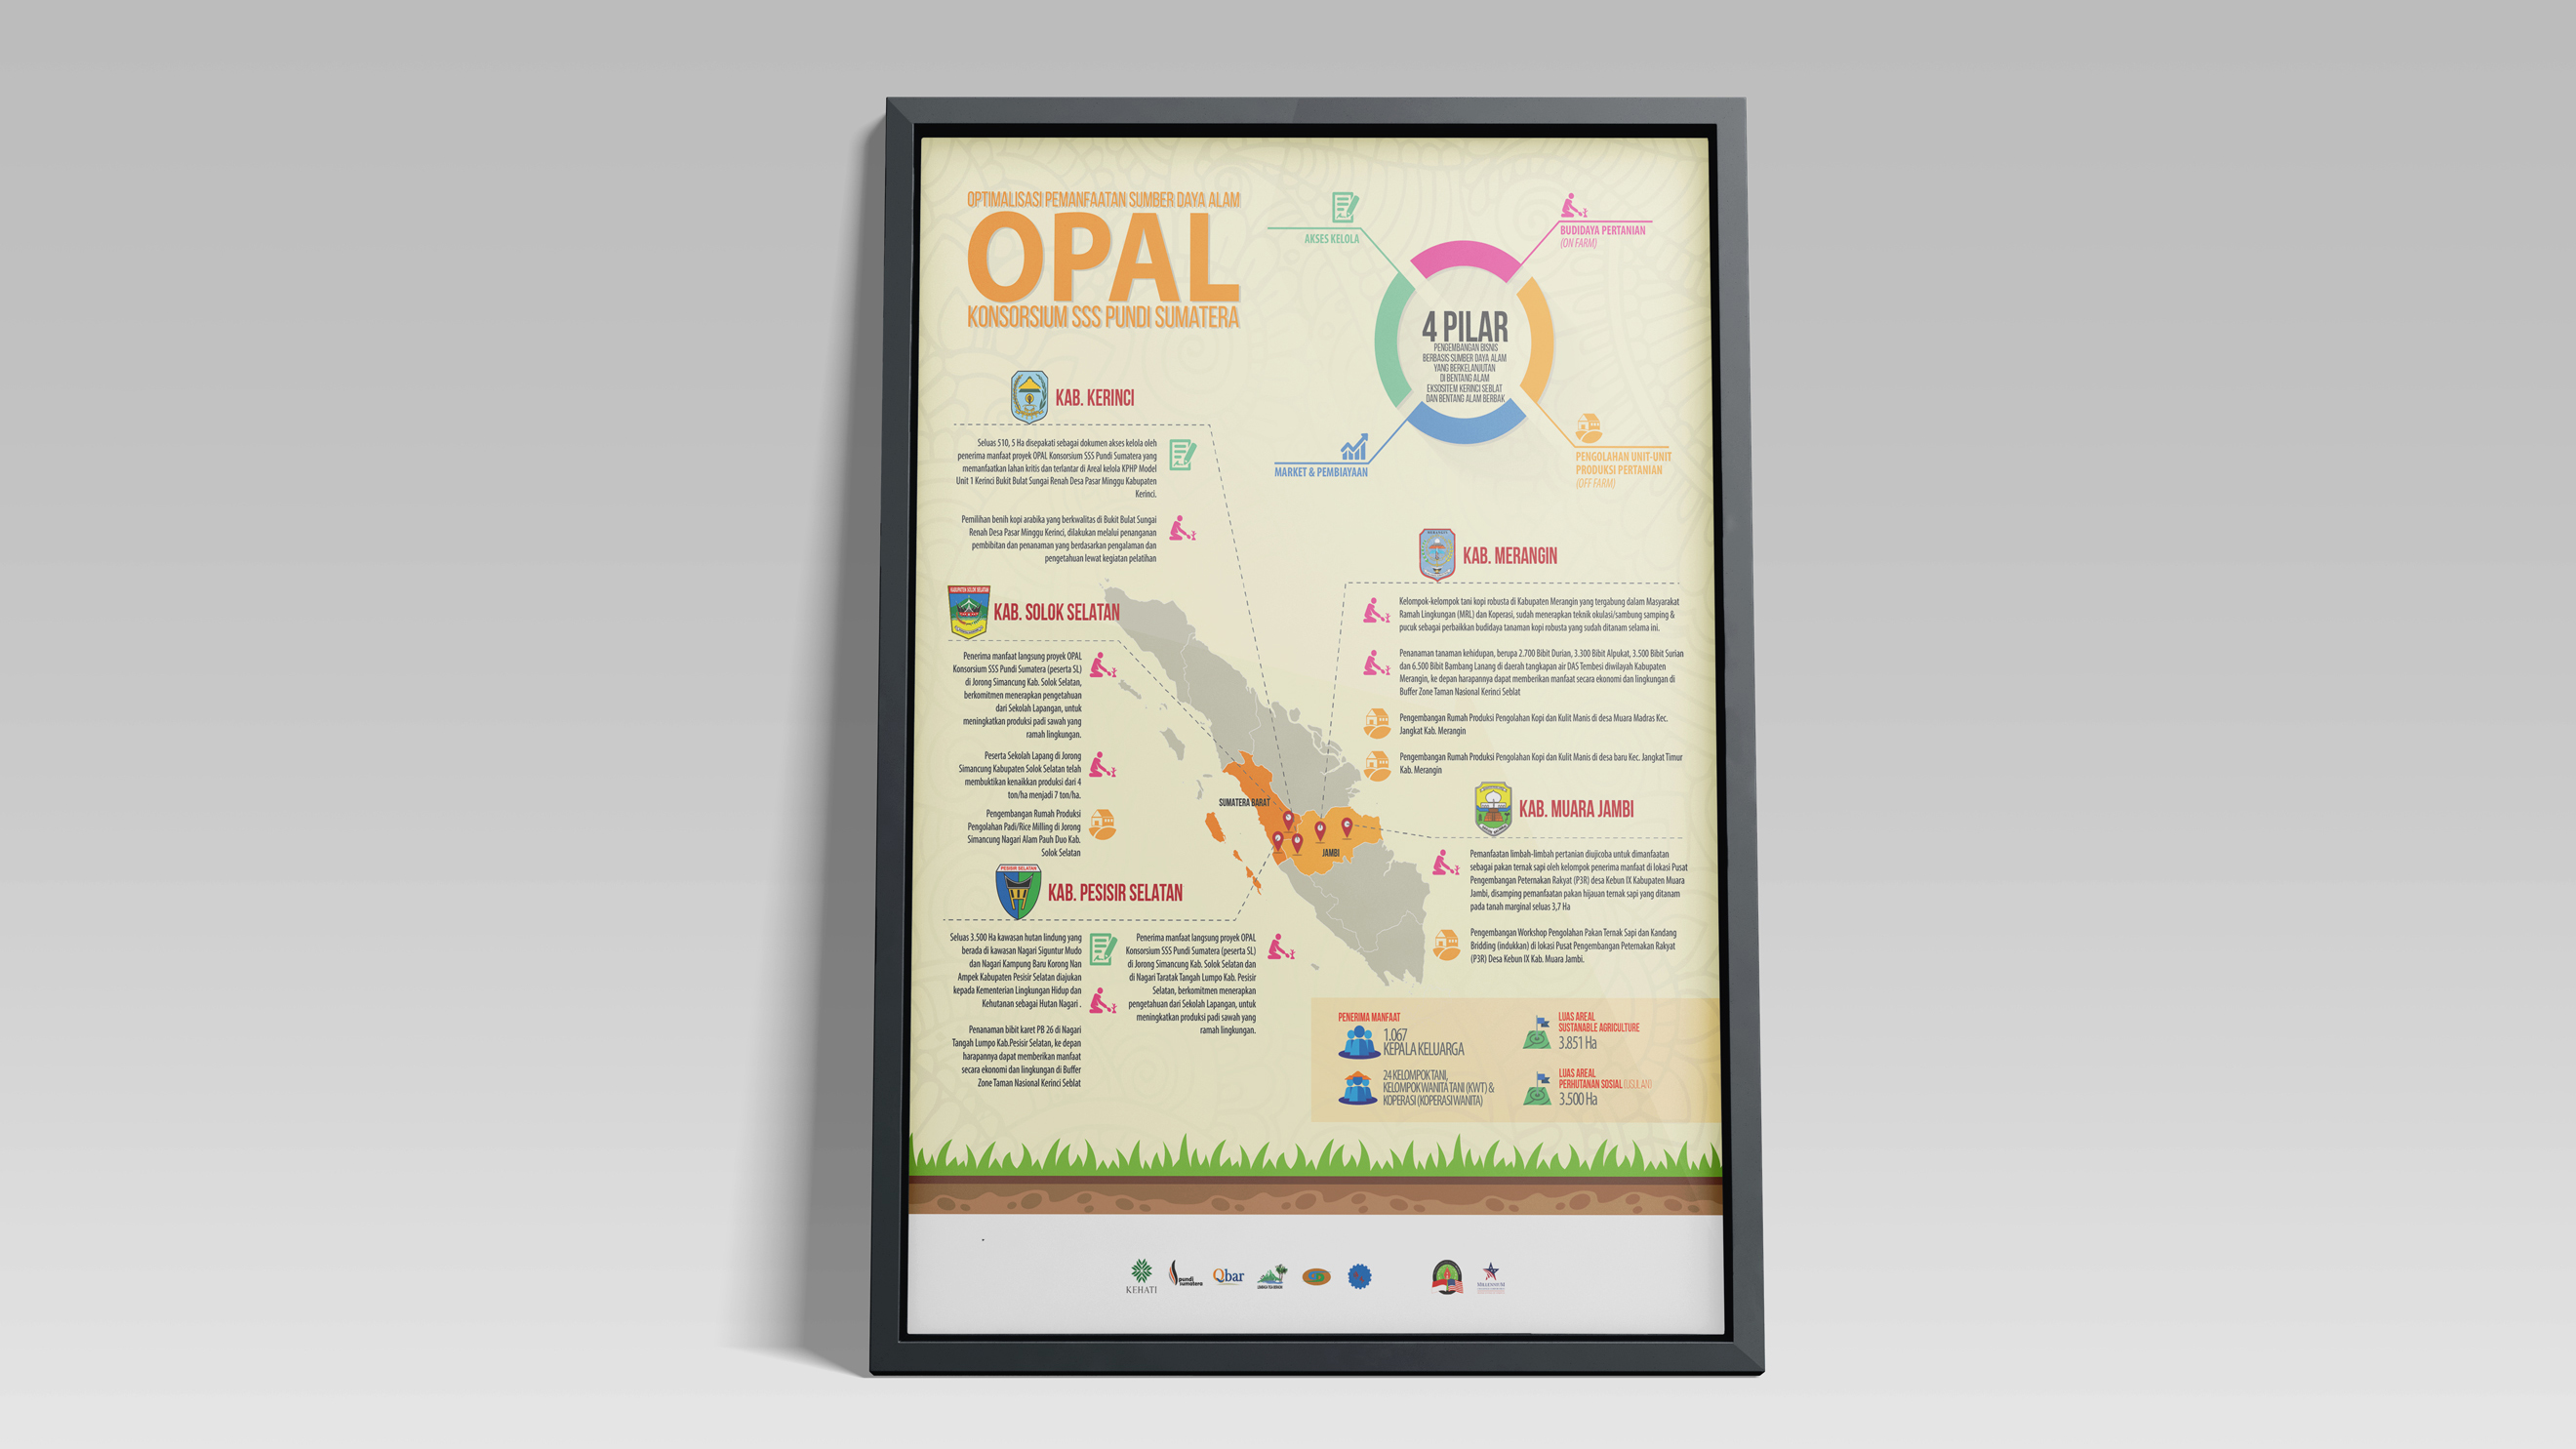 OPTIMALISASI PEMANFAATAN SUMBER DAYA ALAM
OPAL
KONSORSIUM SSS PUNDI SUMATERA
AKSES KELOLA
BUDIDAYA PERTANIAN
(ON FARM)
4 PILAR
PENGEMBANGAN BISNIS
BERBASIS SUMBER DAYA ALAM
YANG BERKELANJUTAN
DI BENTANG ALAM
EKSOSITEM KERINCI SEBLAT
DAN BENTANG ALAM BERBAK
MARKET & PEMBIAYAAN
PENGOLAHAN UNIT-UNIT
PRODUKSI PERTANIAN
(OFF FARM)
KAB. KERINCI
Seluas 510, 5 Ha disepakati sebagai dokumen akses kelola oleh
penerima manfaat proyek OPAL Konsorsium SSS Pundi Sumatera yang
memanfaatkan lahan kritis dan terlantar di Areal kelola KPHP Model
Unit 1 Kerinci Bukit Bulat Sungai Renah Desa Pasar Minggu Kabupaten
Kerinci.
Pemilihan benih kopi arabika yang berkwalitas di Bukit Bulat Sungai
Renah Desa Pasar Minggu Kerinci, dilakukan melalui penanganan
pembibitan dan penanaman yang berdasarkan pengalaman dan
pengetahuan lewat kegiatan pelatihan
KABUPATEN SOLOK SELATAN
KAB. SOLOK SELATAN
Penerima manfaat langsung proyek OPAL
Konsorsium SSS Pundi Sumatera (peserta SL)
di Jorong Simancung Kab. Solok Selatan,
berkomitmen menerapkan pengetahuan
dari Sekolah Lapangan, untuk
meningkatkan produksi padi sawah yang
ramah lingkungan.
Peserta Sekolah Lapang di Jorong
Simancung Kabupaten Solok Selatan telah
membuktikan kenaikkan produksi dari 4
ton/ha menjadi 7 ton/ha.
Pengembangan Rumah Produksi
Pengolahan Padi/Rice Milling di Jorong
Simancung Nagari Alam Pauh Duo Kab.
Solok Selatan
PESISIR SELATAN
KAB. PESISIR SELATAN
Seluas 3.500 Ha kawasan hutan lindung yang
berada di kawasan Nagari Siguntur Mudo
dan Nagari Kampung Baru Korong Nan
Ampek Kabupaten Pesisir Selatan diajukan
kepada Kementerian Lingkungan Hidup dan
Kehutanan sebagai Hutan Nagari .
Penanaman bibit karet PB 26 di Nagari
Tangah Lumpo Kab.Pesisir Selatan, ke depan
harapannya dapat memberikan manfaat
secara ekonomi dan lingkungan di Buffer
Zone Taman Nasional Kerinci Seblat
Penerima manfaat langsung proyek OPAL
Konsorsium SSS Pundi Sumatera (peserta SL)
di Jorong Simancung Kab. Solok Selatan dan
di Nagari Taratak Tangah Lumpo Kab. Pesisir
Selatan, berkomitmen menerapkan
pengetahuan dari Sekolah Lapangan, untuk
meningkatkan produksi padi sawah yang
ramah lingkungan.
SUMATERA BARAT
JAMBI
MERANGIN
KAB. MERANGIN
Kelompok-kelompok tani kopi robusta di Kabupaten Merangin yang tergabung dalam Masyarakat
Ramah Lingkungan (MRL) dan Koperasi, sudah menerapkan teknik okulasi/sambung samping &
pucuk sebagai perbaikkan budidaya tanaman kopi robusta yang sudah ditanam selama ini.
Penanaman tanaman kehidupan, berupa 2.700 Bibit Durian, 3.300 Bibit Alpukat, 3.500 Bibit Surian
dan 6.500 Bibit Bambang Lanang di daerah tangkapan air DAS Tembesi diwilayah Kabupaten
Merangin, ke depan harapannya dapat memberikan manfaat secara ekonomi dan lingkungan di
Buffer Zone Taman Nasional Kerinci Seblat
Pengembangan Rumah Produksi Pengolahan Kopi dan Kulit Manis di desa Muara Madras Kec.
Jangkat Kab. Merangin
Pengembangan Rumah Produksi Pengolahan Kopi dan Kulit Manis di desa baru Kec. Jangkat Timur
Kab. Merangin
KAB. MUARA JAMBI
Pemanfaatan limbah-limbah pertanian diujicoba untuk dimanfaatan
sebagai pakan ternak sapi oleh kelompok penerima manfaat di lokasi Pusat
Pengembangan Peternakan Rakyat (P3R) desa Kebun IX Kabupaten Muara
Jambi, disamping pemanfaatan pakan hijauan ternak sapi yang ditanam
pada tanah marginal seluas 3,7 Ha
Pengembangan Workshop Pengolahan Pakan Ternak Sapi dan Kandang
Bridding (indukkan) di lokasi Pusat Pengembangan Peternakan Rakyat
(P3R) Desa Kebun IX Kab. Muara Jambi.
PENERIMA MANFAAT
1.067
KEPALA KELUARGA
24 KELOMPOK TANI,
KELOMPOK WANITA TANI (KWT) &
KOPERASI (KOPERASI WANITA)
LUAS AREAL
SUSTANABLE AGRICULTURE
3.851 Ha
LUAS AREAL
PERHUTANAN SOSIAL (USULAN)
3.500 Ha
KEHATI
pundi
sumatera
Qbar
MILLENNIUM